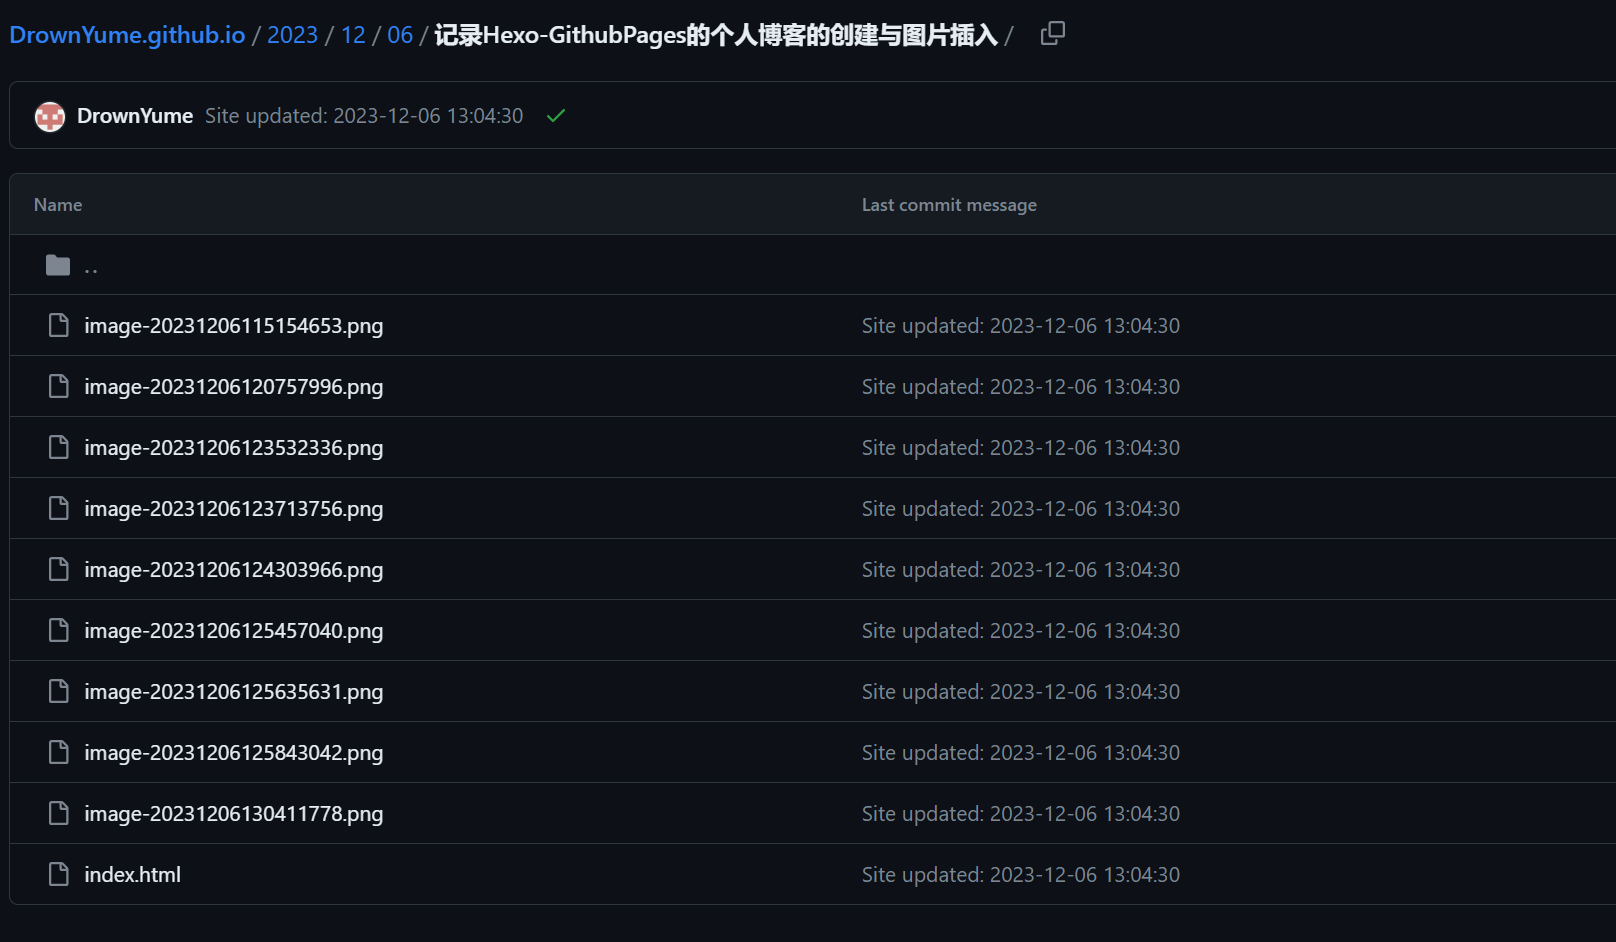 DrownYume.github.io / 2023 / 12 / 06 / 记录Hexo-GithubPages的个人博客的创建与图片插入 /
DrownYume Site updated: 2023-12-06 13:04:30
Name Last commit message
..
image-20231206115154653.png Site updated: 2023-12-06 13:04:30
image-20231206120757996.png Site updated: 2023-12-06 13:04:30
image-20231206123532336.png Site updated: 2023-12-06 13:04:30
image-20231206123713756.png Site updated: 2023-12-06 13:04:30
image-20231206124303966.png Site updated: 2023-12-06 13:04:30
image-20231206125457040.png Site updated: 2023-12-06 13:04:30
image-20231206125635631.png Site updated: 2023-12-06 13:04:30
image-20231206125843042.png Site updated: 2023-12-06 13:04:30
image-20231206130411778.png Site updated: 2023-12-06 13:04:30
index.html Site updated: 2023-12-06 13:04:30